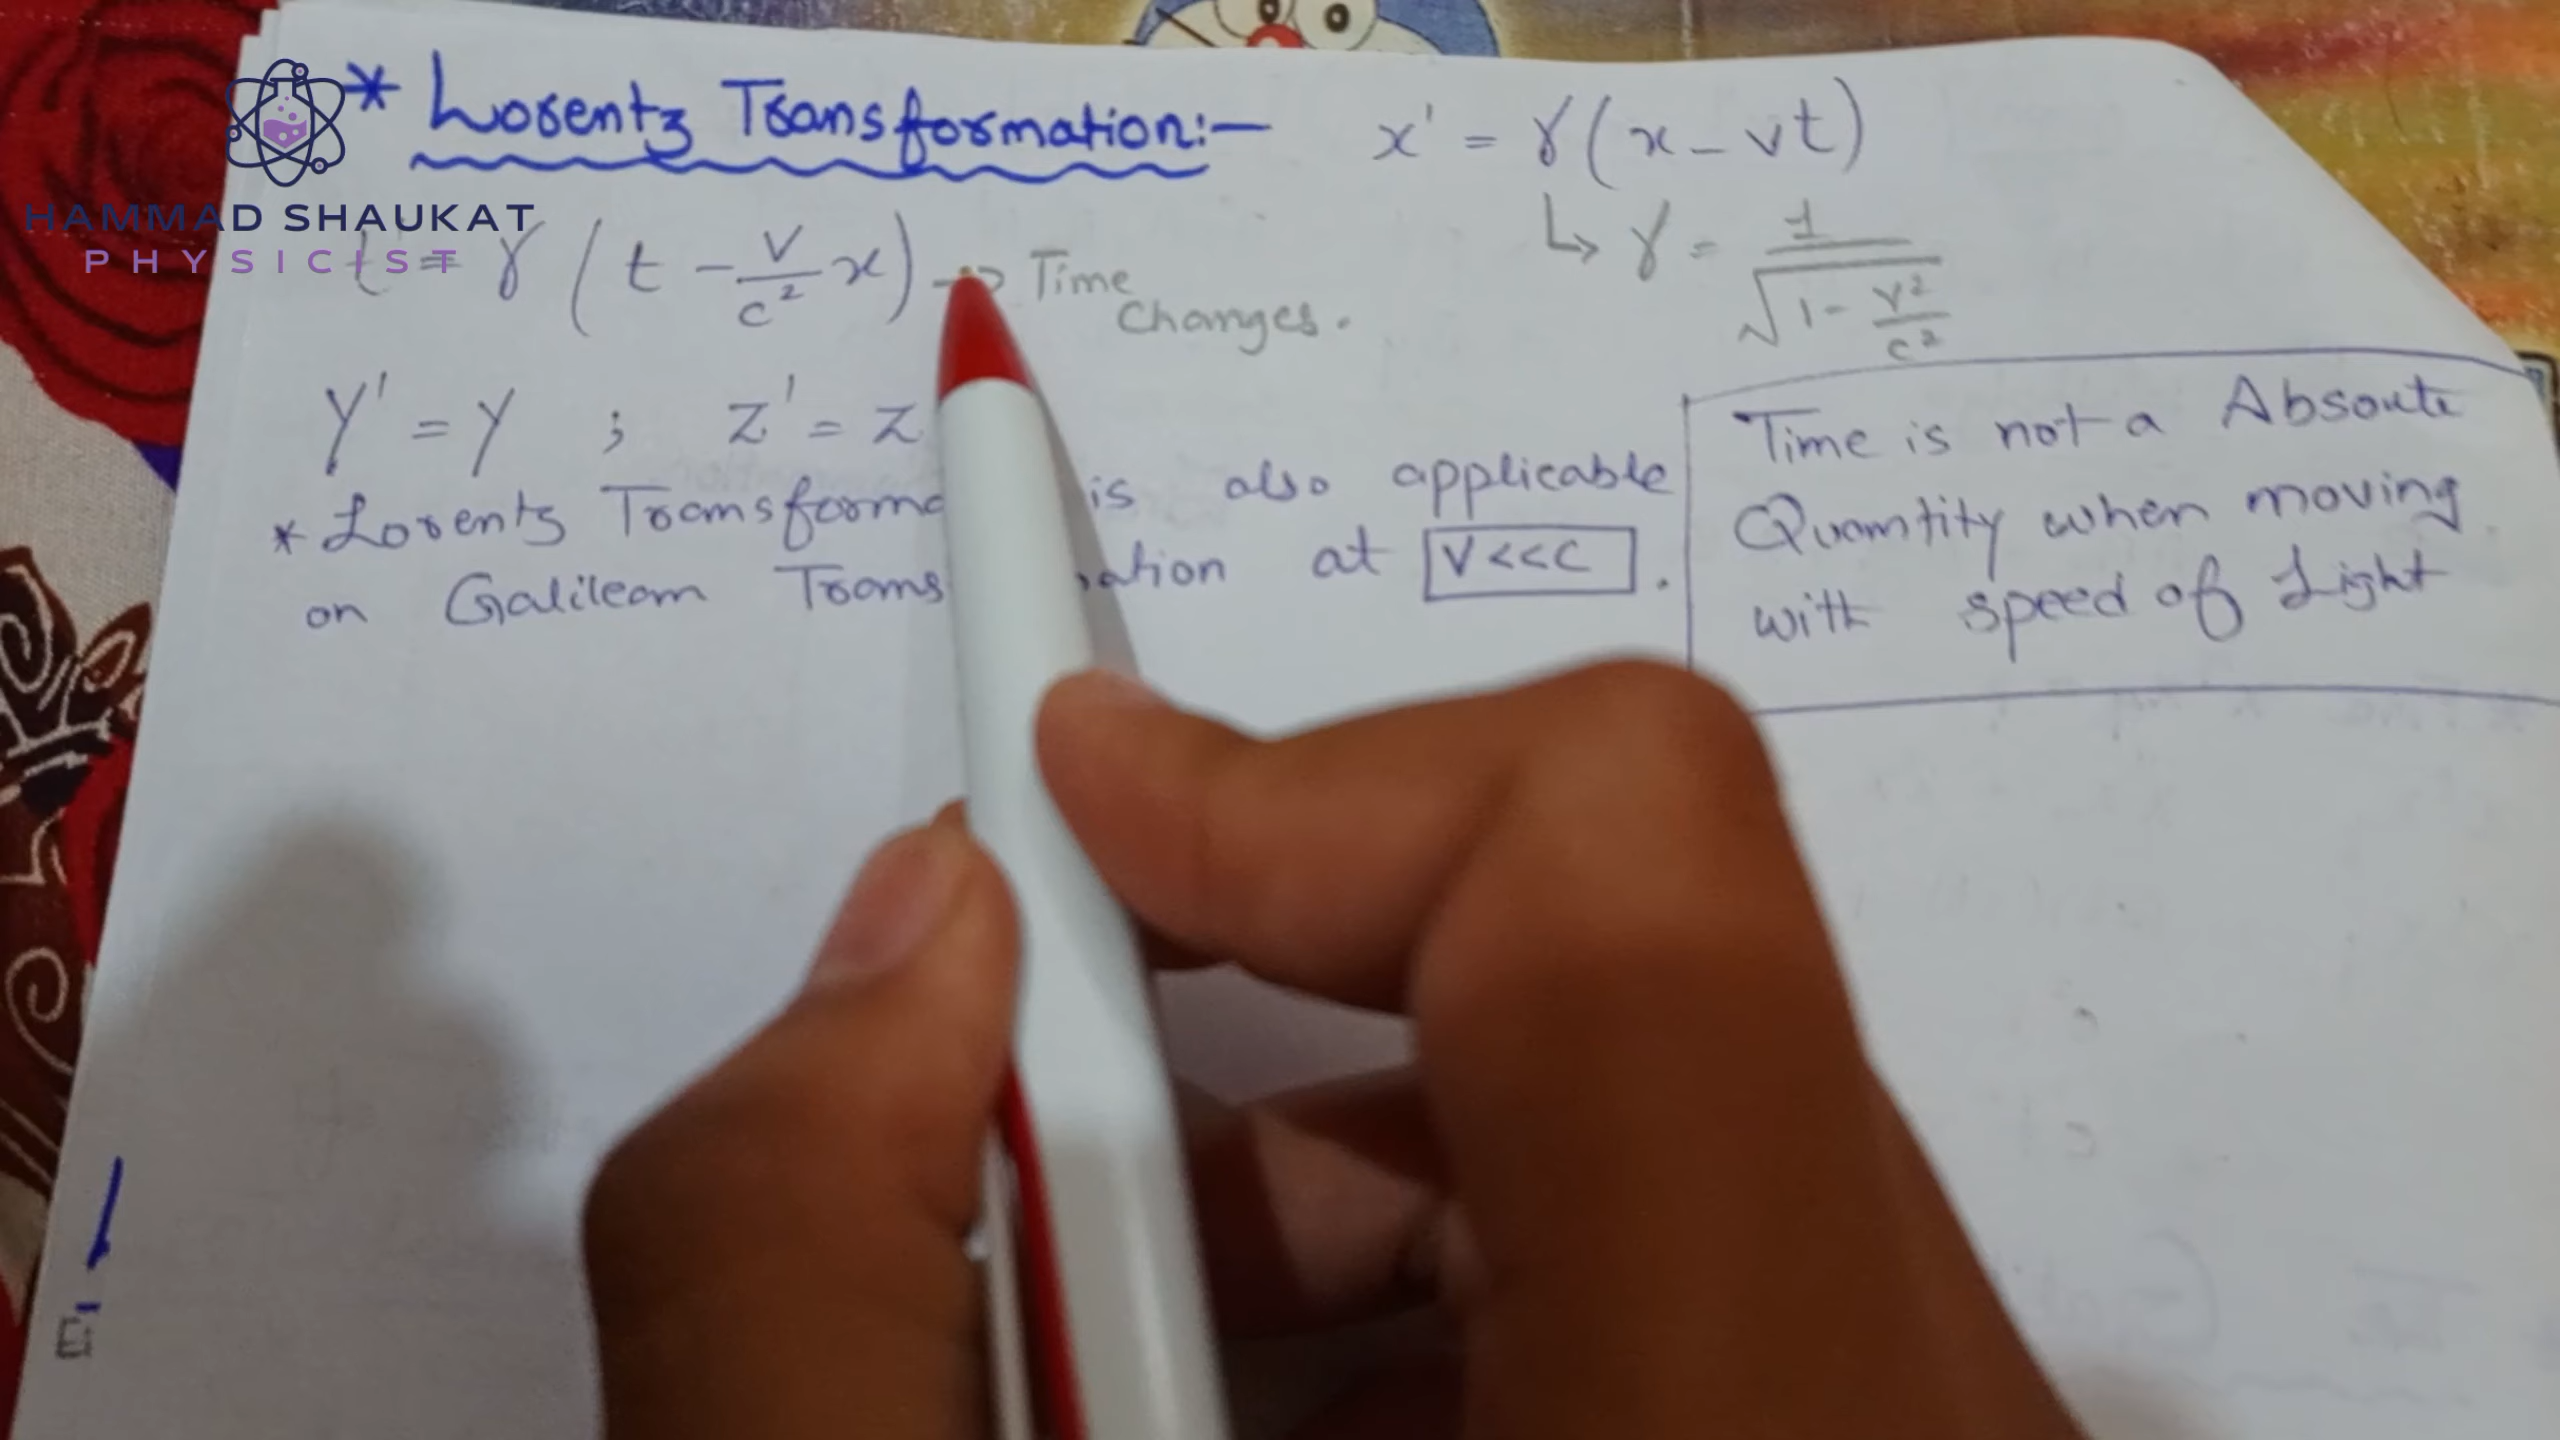 * Lorentz Transformation:-
x' = γ(x - vt)
↳ γ = 1 / √(1 - v²/c²)
HAMMAD SHAUKAT
PHYSICIST
t' = γ (t - v/c² x) → Time
Changes.
y' = y ; z' = z
* Lorentz Transforma is also applicable
on Galilean Trans ation at V<<C .
Time is not a Absoute
Quantity when moving
with speed of Light
E'